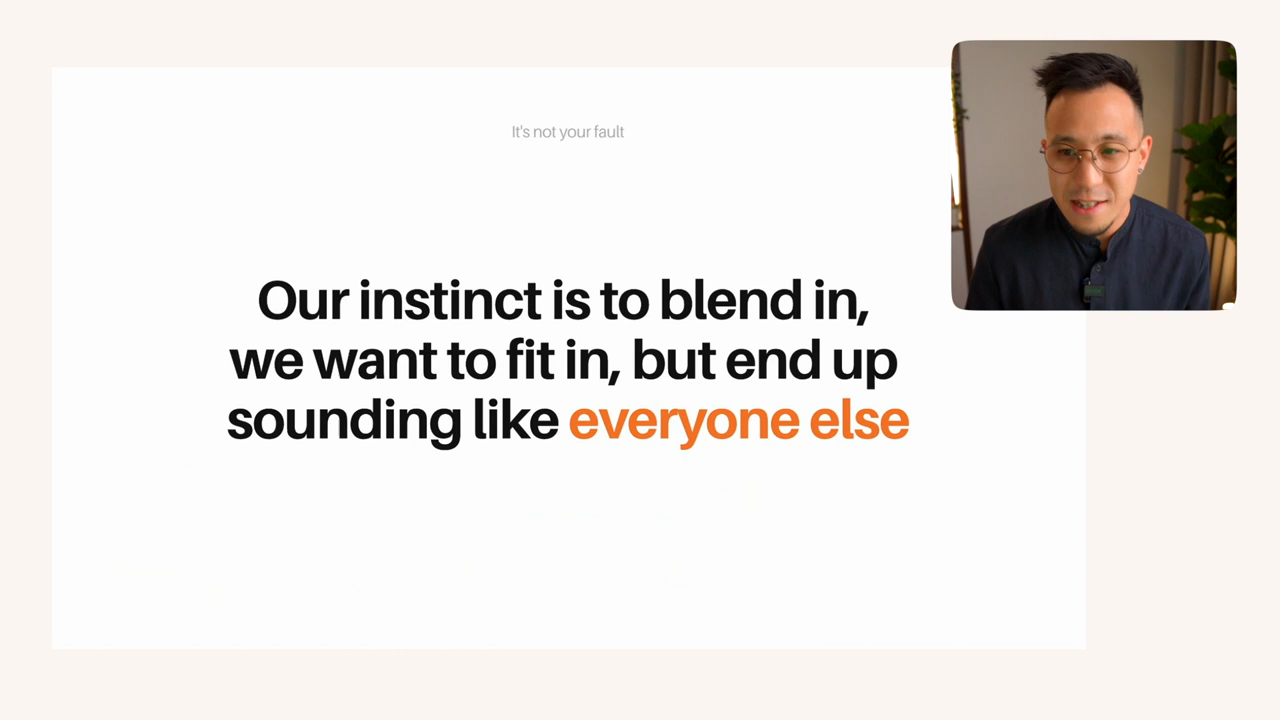 It's not your fault
Our instinct is to blend in,
we want to fit in, but end up
sounding like everyone else